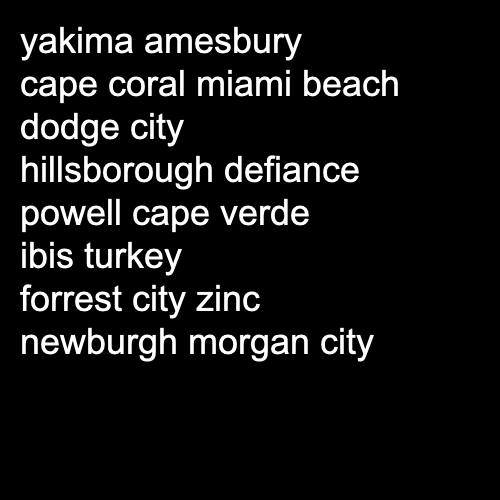 yakima amesbury
cape coral miami beach
dodge city
hillsborough defiance
powell cape verde
ibis turkey
forrest city zinc
newburgh morgan city